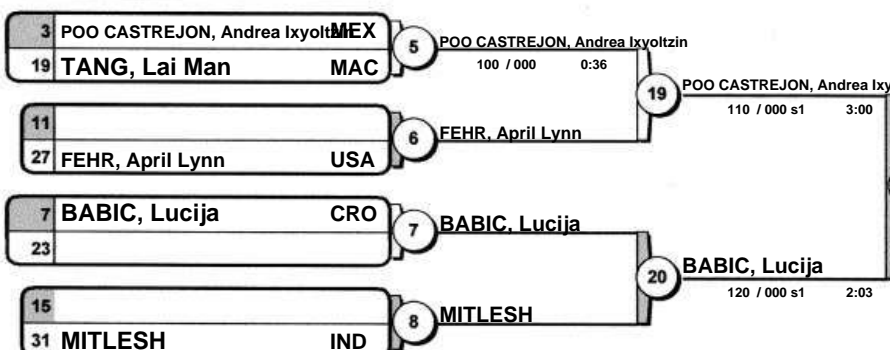 3 POO CASTREJON, Andrea Ixyoltzin MEX
5
POO CASTREJON, Andrea Ixyoltzin
19 TANG, Lai Man MAC
100 / 000 0:36
19
POO CASTREJON, Andrea Ixy
110 / 000 s1 3:00
11
6
FEHR, April Lynn
27 FEHR, April Lynn USA
7 BABIC, Lucija CRO
7
BABIC, Lucija
23
20
BABIC, Lucija
120 / 000 s1 2:03
15
8
MITLESH
31 MITLESH IND